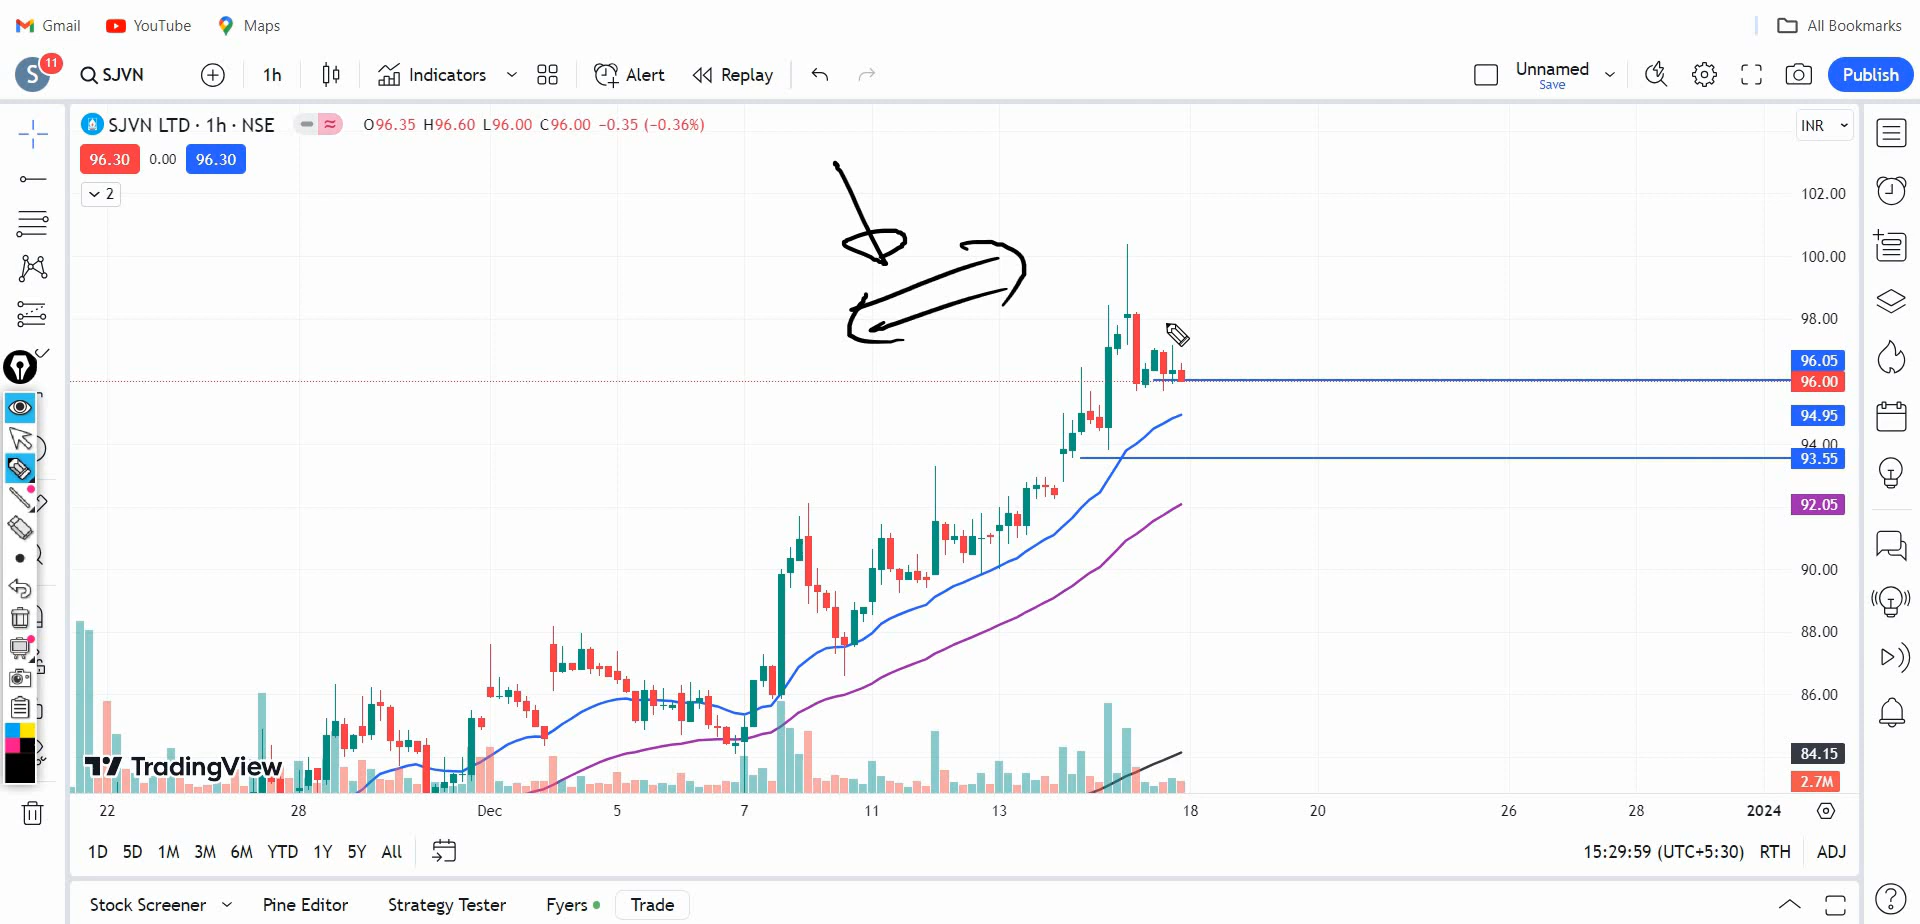 Gmail YouTube Maps All Bookmarks
S 11 SJVN 1h Indicators Alert Replay Unnamed Save Publish
SJVN LTD · 1h · NSE O96.35 H96.60 L96.00 C96.00 −0.35 (−0.36%) INR
96.30 0.00 96.30
2
102.00
100.00
98.00
96.05
96.00
94.95
94.00
93.55
92.05
90.00
88.00
86.00
84.15
2.7M
TradingView
22 28 Dec 5 7 11 13 18 20 26 28 2024
1D 5D 1M 3M 6M YTD 1Y 5Y All 15:29:59 (UTC+5:30) RTH ADJ
Stock Screener Pine Editor Strategy Tester Fyers Trade